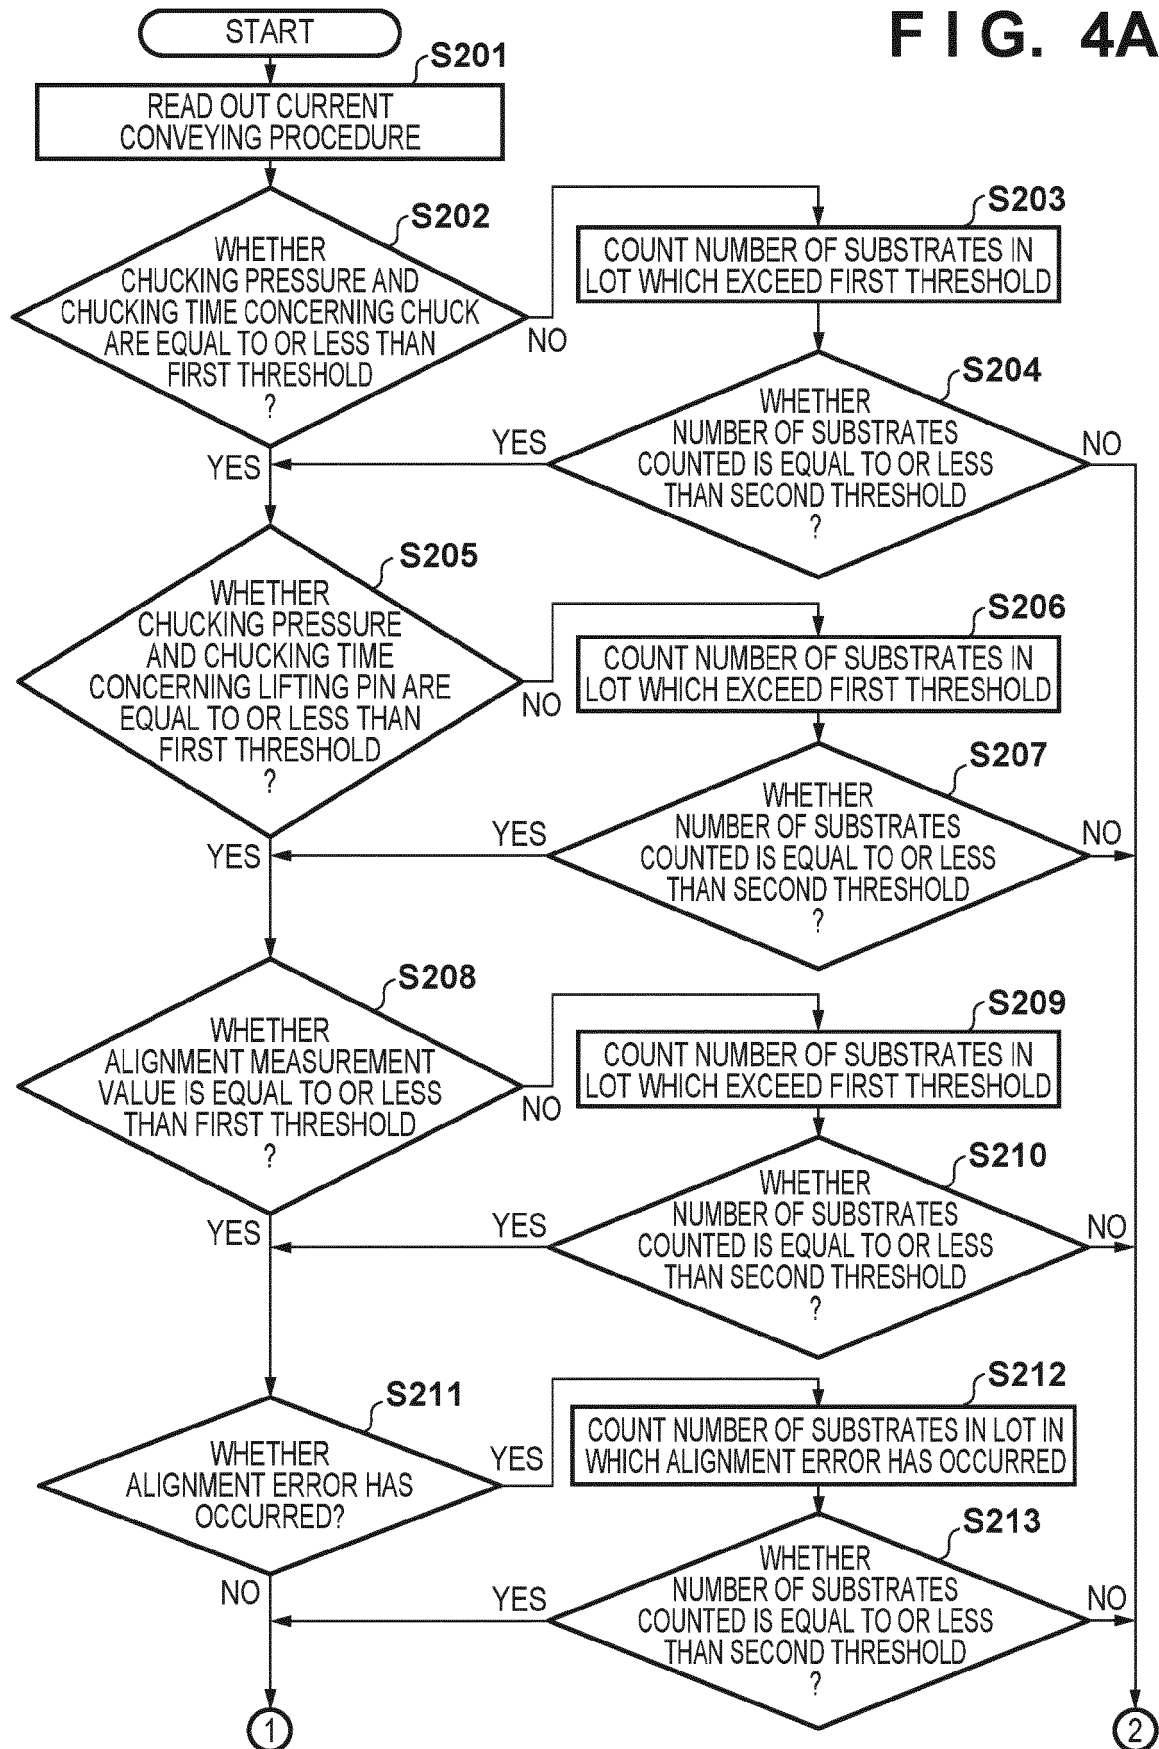 FIG. 4A
START
S201
READ OUT CURRENT
CONVEYING PROCEDURE
S202
WHETHER
CHUCKING PRESSURE AND
CHUCKING TIME CONCERNING CHUCK
ARE EQUAL TO OR LESS THAN
FIRST THRESHOLD
?
NO
YES
S203
COUNT NUMBER OF SUBSTRATES IN
LOT WHICH EXCEED FIRST THRESHOLD
S204
WHETHER
NUMBER OF SUBSTRATES
COUNTED IS EQUAL TO OR LESS
THAN SECOND THRESHOLD
?
YES
NO
S205
WHETHER
CHUCKING PRESSURE
AND CHUCKING TIME
CONCERNING LIFTING PIN ARE
EQUAL TO OR LESS THAN
FIRST THRESHOLD
?
NO
YES
S206
COUNT NUMBER OF SUBSTRATES IN
LOT WHICH EXCEED FIRST THRESHOLD
S207
WHETHER
NUMBER OF SUBSTRATES
COUNTED IS EQUAL TO OR LESS
THAN SECOND THRESHOLD
?
YES
NO
S208
WHETHER
ALIGNMENT MEASUREMENT
VALUE IS EQUAL TO OR LESS
THAN FIRST THRESHOLD
?
NO
YES
S209
COUNT NUMBER OF SUBSTRATES IN
LOT WHICH EXCEED FIRST THRESHOLD
S210
WHETHER
NUMBER OF SUBSTRATES
COUNTED IS EQUAL TO OR LESS
THAN SECOND THRESHOLD
?
YES
NO
S211
WHETHER
ALIGNMENT ERROR HAS
OCCURRED?
YES
NO
S212
COUNT NUMBER OF SUBSTRATES IN LOT IN
WHICH ALIGNMENT ERROR HAS OCCURRED
S213
WHETHER
NUMBER OF SUBSTRATES
COUNTED IS EQUAL TO OR LESS
THAN SECOND THRESHOLD
?
YES
NO
1
2